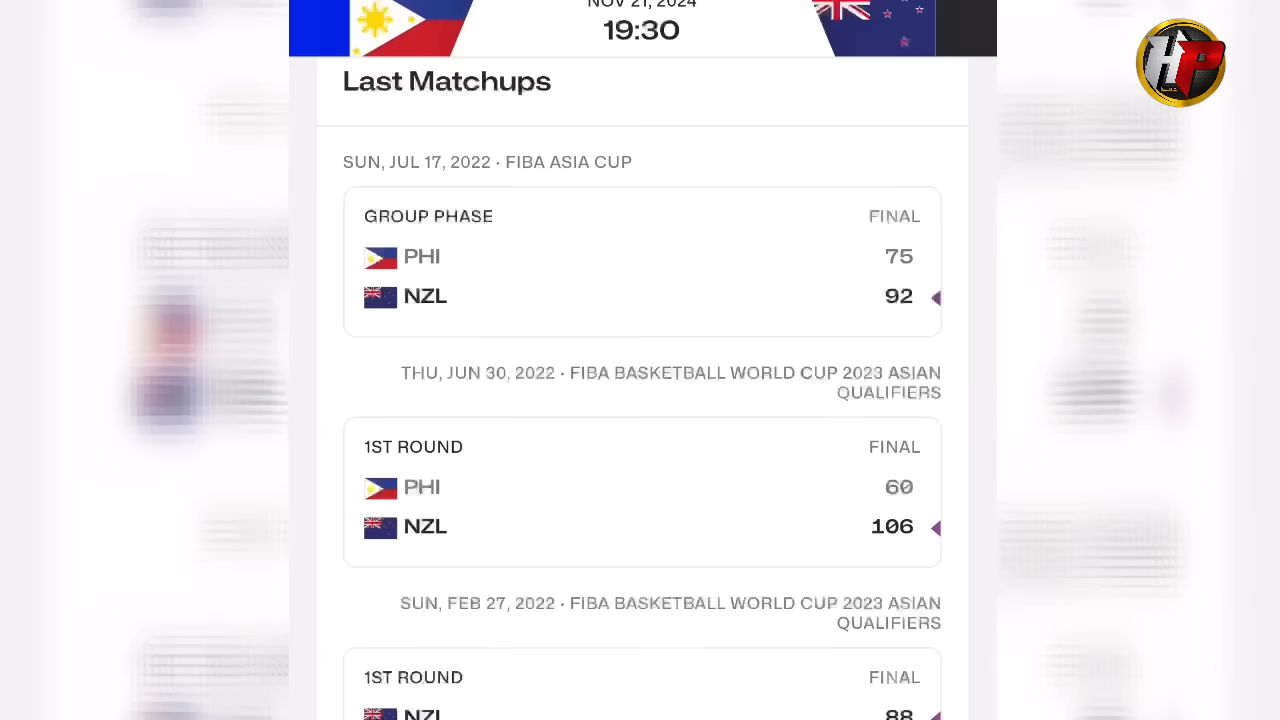 NOV 21, 2024
19:30
Last Matchups
SUN, JUL 17, 2022 · FIBA ASIA CUP
GROUP PHASE FINAL
PHI 75
NZL 92
THU, JUN 30, 2022 · FIBA BASKETBALL WORLD CUP 2023 ASIAN
QUALIFIERS
1ST ROUND FINAL
PHI 60
NZL 106
SUN, FEB 27, 2022 · FIBA BASKETBALL WORLD CUP 2023 ASIAN
QUALIFIERS
1ST ROUND FINAL
NZL 88
HP